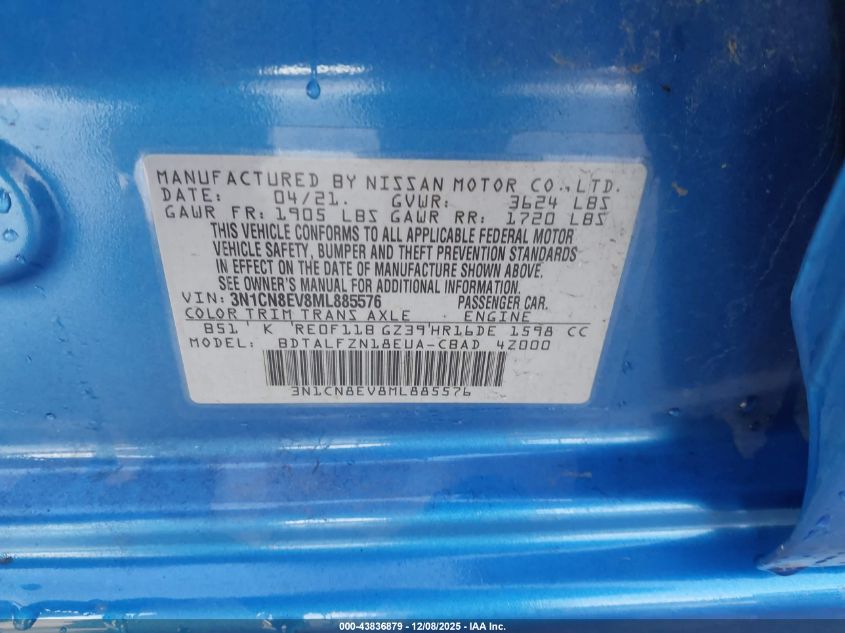 MANUFACTURED BY NISSAN MOTOR CO., LTD.
DATE: 04/21. GVWR: 3624 LBS
GAWR FR: 1905 LBS GAWR RR: 1720 LBS
THIS VEHICLE CONFORMS TO ALL APPLICABLE FEDERAL MOTOR
VEHICLE SAFETY, BUMPER AND THEFT PREVENTION STANDARDS
IN EFFECT ON THE DATE OF MANUFACTURE SHOWN ABOVE.
SEE OWNER'S MANUAL FOR ADDITIONAL INFORMATION.
VIN: 3N1CN8EV8ML885576 PASSENGER CAR.
COLOR TRIM TRANS AXLE ENGINE
B51' K 'RE0F11B GZ39'HR16DE 1598 CC
MODEL: BDTALFZN18EUA-CBAD 4Z000
3N1CN8EV8ML885576
000-43836879 - 12/08/2025 - IAA Inc.